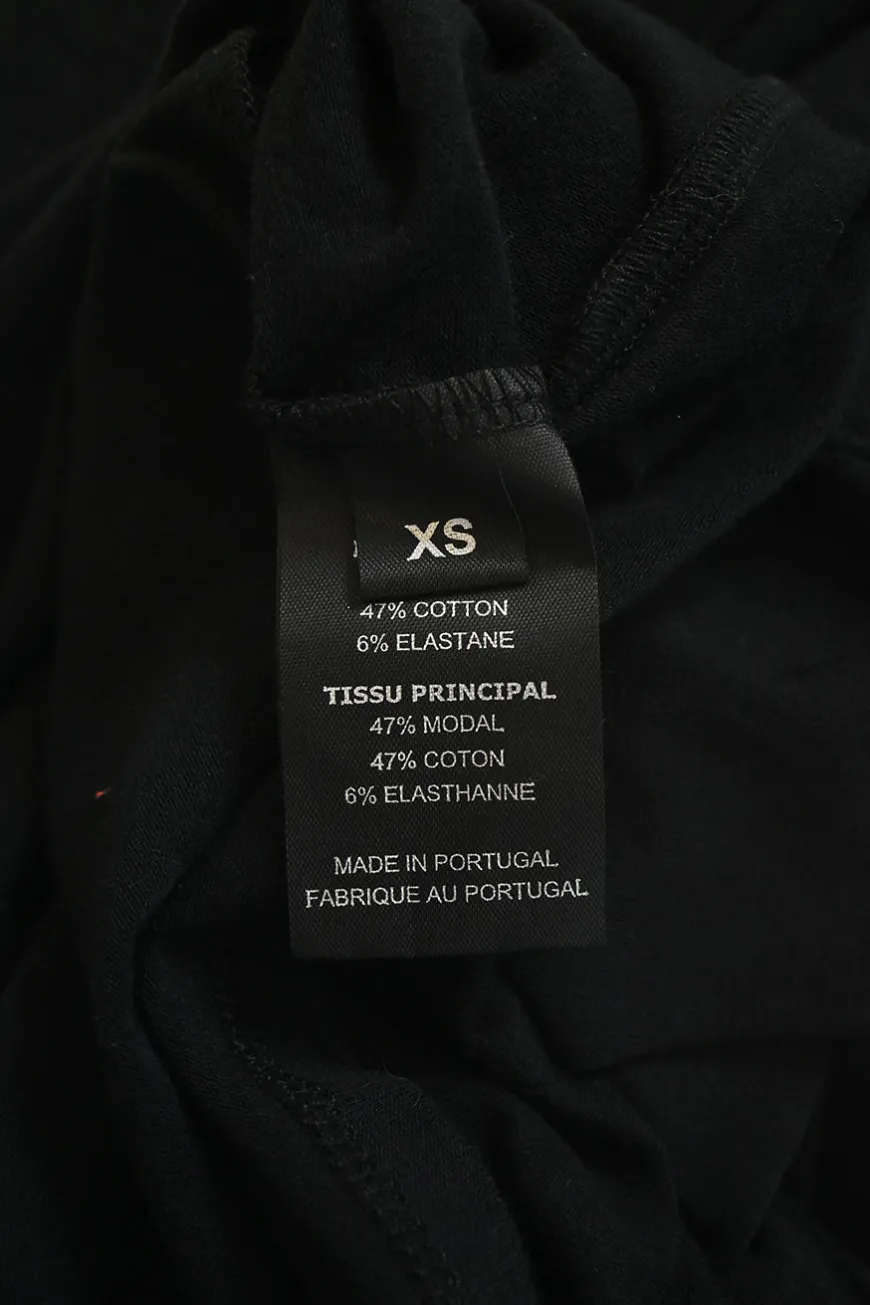 XS
47% COTTON
6% ELASTANE
TISSU PRINCIPAL
47% MODAL
47% COTON
6% ELASTHANNE
MADE IN PORTUGAL
FABRIQUE AU PORTUGAL